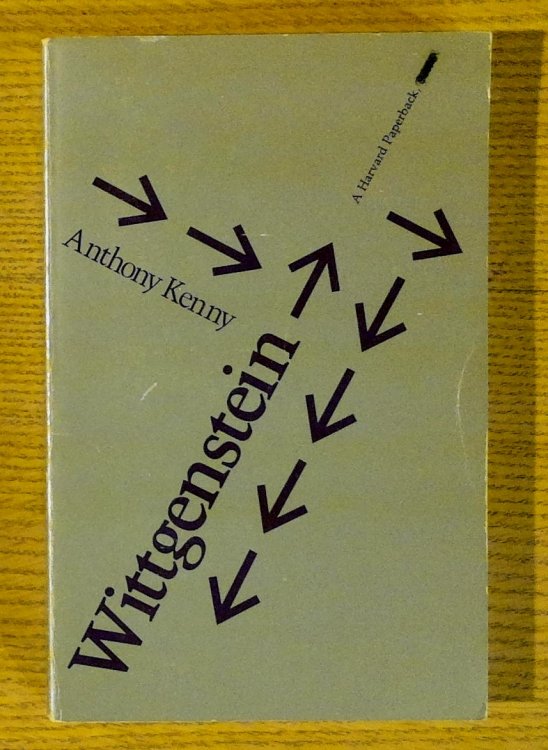 A Harvard Paperback,
Anthony Kenny
Wittgenstein